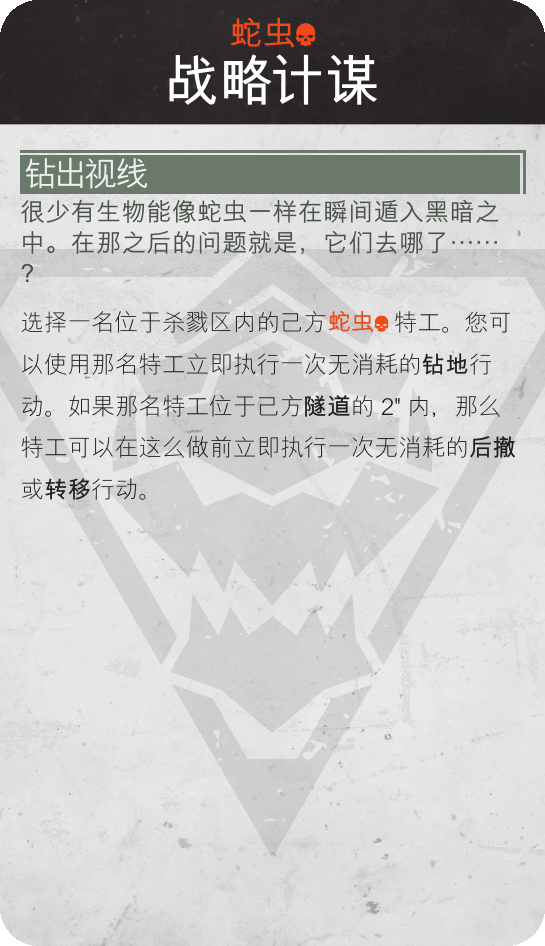 蛇虫
战略计谋
钻出视线
很少有生物能像蛇虫一样在瞬间遁入黑暗之
中。在那之后的问题就是，它们去哪了……
？
选择一名位于杀戮区内的己方蛇虫 特工。您可
以使用那名特工立即执行一次无消耗的钻地行
动。如果那名特工位于己方隧道的 2" 内，那么
特工可以在这么做前立即执行一次无消耗的后撤
或转移行动。